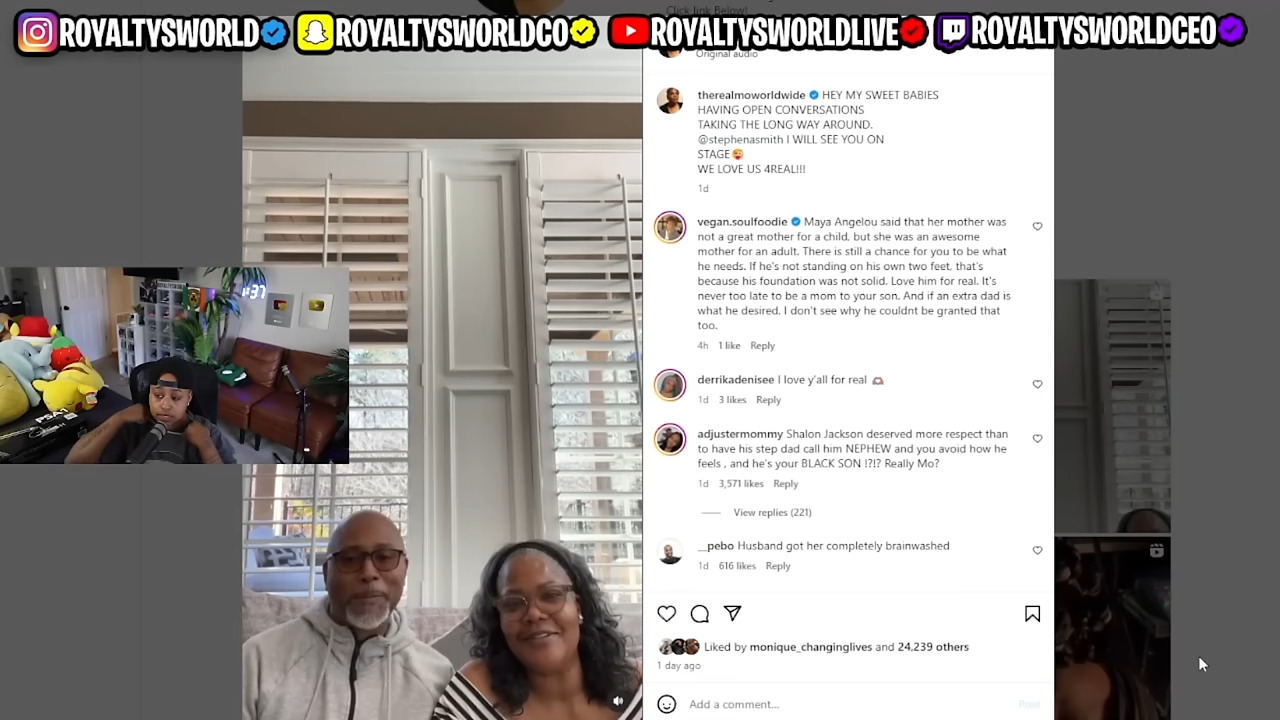 Click link Below!
ROYALTYSWORLD ROYALTYSWORLDCO ROYALTYSWORLDLIVE ROYALTYSWORLDCEO
Original audio
therealmoworldwide HEY MY SWEET BABIES
HAVING OPEN CONVERSATIONS
TAKING THE LONG WAY AROUND.
@stephenasmith I WILL SEE YOU ON
STAGE😜
WE LOVE US 4REAL!!!
1d
vegan.soulfoodie Maya Angelou said that her mother was
not a great mother for a child, but she was an awesome
mother for an adult. There is still a chance for you to be what
he needs. If he's not standing on his own two feet, that's
because his foundation was not solid. Love him for real. It's
never too late to be a mom to your son. And if an extra dad is
what he desired, I don't see why he couldnt be granted that
too.
4h 1 like Reply
derrikadenisee I love y'all for real 🫶🏽
1d 3 likes Reply
adjustermommy Shalon Jackson deserved more respect than
to have his step dad call him NEPHEW and you avoid how he
feels , and he's your BLACK SON !?!? Really Mo?
1d 3,571 likes Reply
View replies (221)
__pebo Husband got her completely brainwashed
1d 616 likes Reply
Liked by monique_changinglives and 24,239 others
1 day ago
Add a comment...
Post